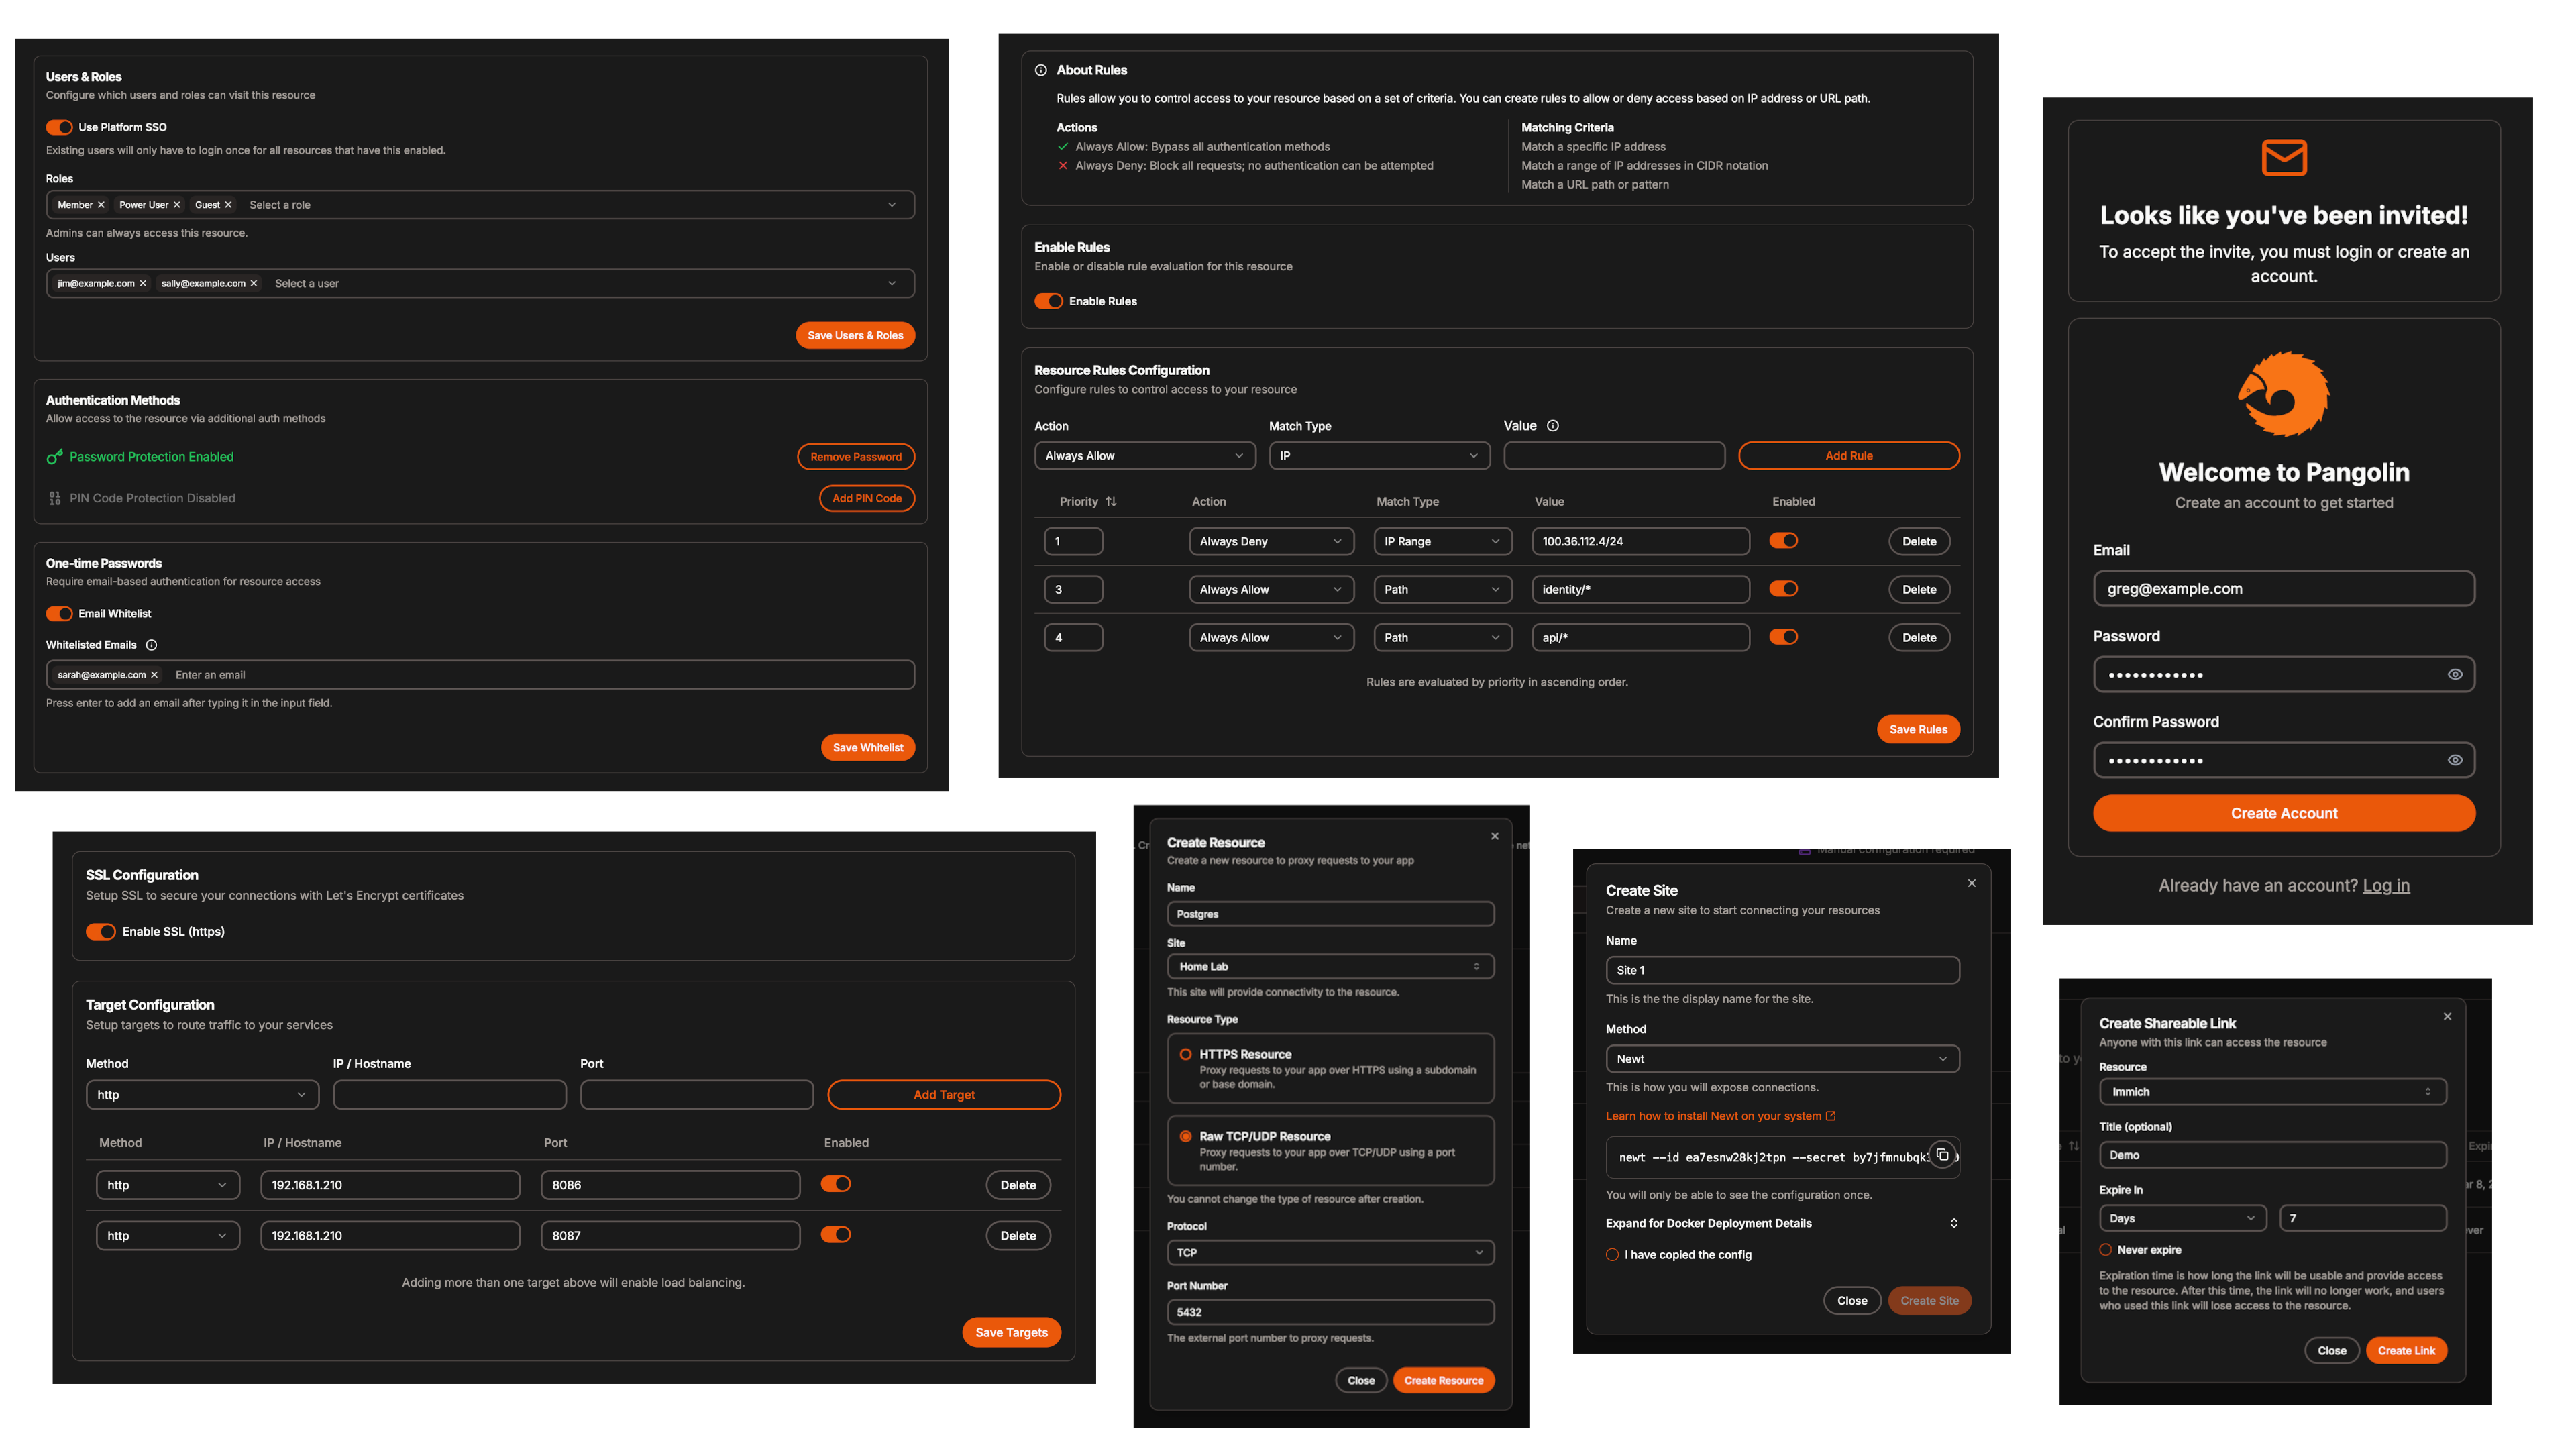 Users & Roles
Configure which users and roles can visit this resource
Use Platform SSO
Existing users will only have to login once for all resources that have this enabled.
Roles
Member Power User Guest Select a role
Admins can always access this resource.
Users
jim@example.com sally@example.com Select a user
Save Users & Roles
Authentication Methods
Allow access to the resource via additional auth methods
Password Protection Enabled Remove Password
PIN Code Protection Disabled Add PIN Code
One-time Passwords
Require email-based authentication for resource access
Email Whitelist
Whitelisted Emails
sarah@example.com Enter an email
Press enter to add an email after typing it in the input field.
Save Whitelist
About Rules
Rules allow you to control access to your resource based on a set of criteria. You can create rules to allow or deny access based on IP address or URL path.
Actions
Always Allow: Bypass all authentication methods
Always Deny: Block all requests; no authentication can be attempted
Matching Criteria
Match a specific IP address
Match a range of IP addresses in CIDR notation
Match a URL path or pattern
Enable Rules
Enable or disable rule evaluation for this resource
Enable Rules
Resource Rules Configuration
Configure rules to control access to your resource
Action Match Type Value
Always Allow IP Add Rule
Priority Action Match Type Value Enabled
1 Always Deny IP Range 100.36.112.4/24 Delete
3 Always Allow Path identity/* Delete
4 Always Allow Path api/* Delete
Rules are evaluated by priority in ascending order.
Save Rules
Looks like you've been invited!
To accept the invite, you must login or create an
account.
Welcome to Pangolin
Create an account to get started
Email
greg@example.com
Password
Confirm Password
Create Account
Already have an account? Log in
SSL Configuration
Setup SSL to secure your connections with Let's Encrypt certificates
Enable SSL (https)
Target Configuration
Setup targets to route traffic to your services
Method IP / Hostname Port
http Add Target
Method IP / Hostname Port Enabled
http 192.168.1.210 8086 Delete
http 192.168.1.210 8087 Delete
Adding more than one target above will enable load balancing.
Save Targets
Create Resource
Create a new resource to proxy requests to your app
Name
Postgres
Site
Home Lab
This site will provide connectivity to the resource.
Resource Type
HTTPS Resource
Proxy requests to your app over HTTPS using a subdomain
or base domain.
Raw TCP/UDP Resource
Proxy requests to your app over TCP/UDP using a port
number.
You cannot change the type of resource after creation.
Protocol
TCP
Port Number
5432
The external port number to proxy requests.
Close Create Resource
Manual configuration required
Create Site
Create a new site to start connecting your resources
Name
Site 1
This is the the display name for the site.
Method
Newt
This is how you will expose connections.
Learn how to install Newt on your system
newt --id ea7esnw28kj2tpn --secret by7jfmnubqk
You will only be able to see the configuration once.
Expand for Docker Deployment Details
I have copied the config
Close Create Site
Create Shareable Link
Anyone with this link can access the resource
Resource
Immich
Title (optional)
Demo
Expire In
Days 7
Never expire
Expiration time is how long the link will be usable and provide access
to the resource. After this time, the link will no longer work, and users
who used this link will lose access to the resource.
Close Create Link